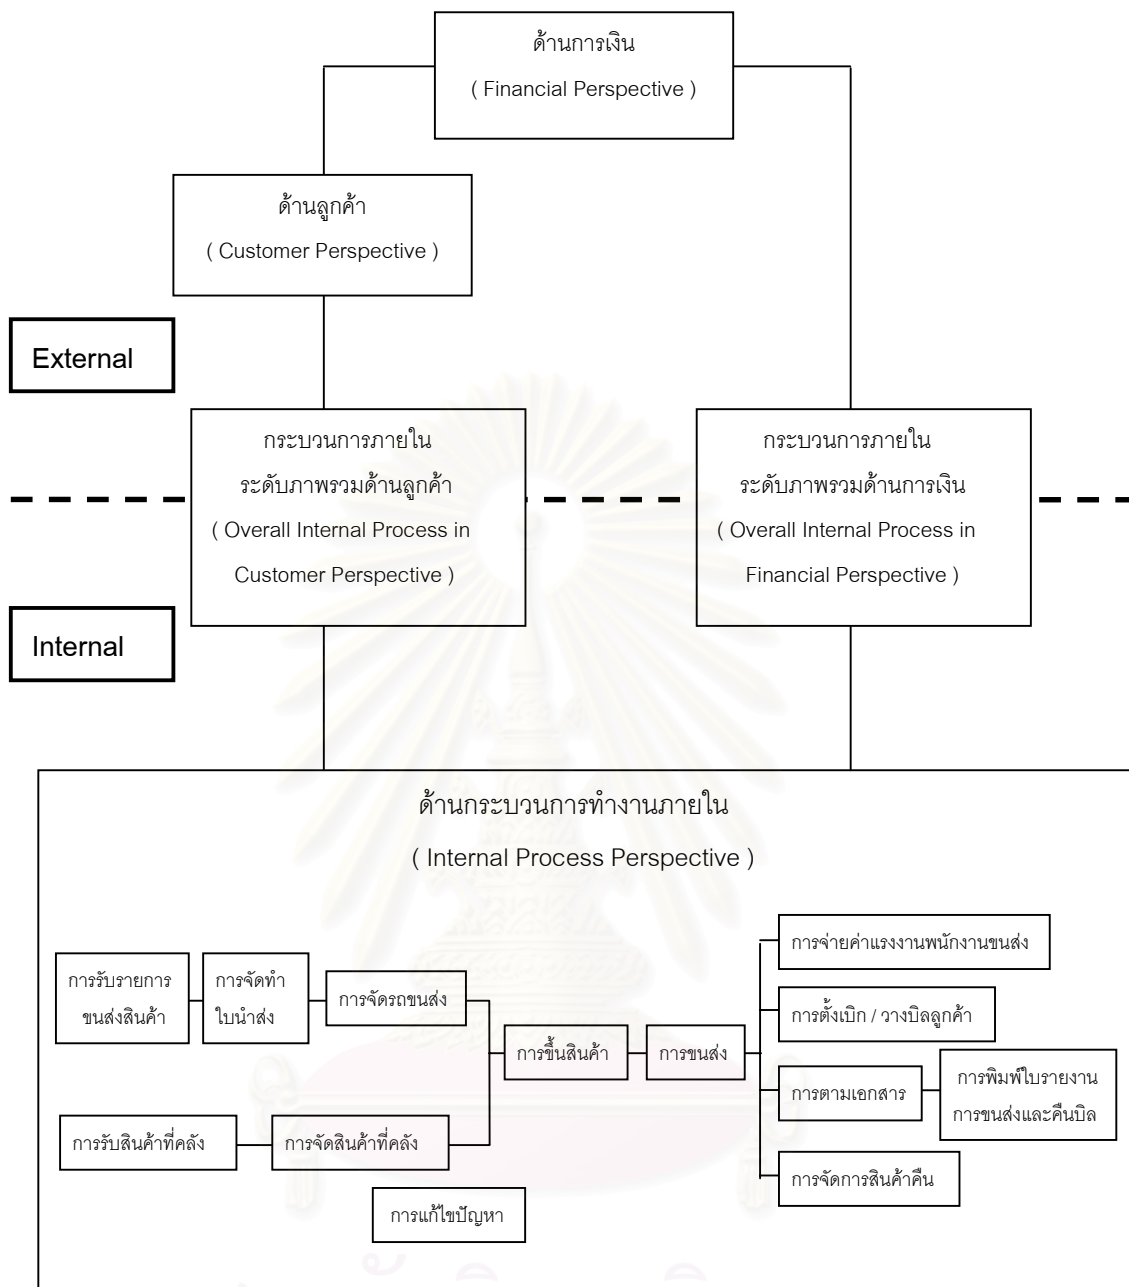 ด้านการเงิน
( Financial Perspective )
ด้านลูกค้า
( Customer Perspective )
External
กระบวนการภายใน
ระดับภาพรวมด้านลูกค้า
( Overall Internal Process in
Customer Perspective )
กระบวนการภายใน
ระดับภาพรวมด้านการเงิน
( Overall Internal Process in
Financial Perspective )
Internal
ด้านกระบวนการทำงานภายใน
( Internal Process Perspective )
การรับรายการ
ขนส่งสินค้า
การจัดทำ
ใบนำส่ง
การจัดรถขนส่ง
การรับสินค้าที่คลัง
การจัดสินค้าที่คลัง
การขึ้นสินค้า
การขนส่ง
การจ่ายค่าแรงงานพนักงานขนส่ง
การตั้งเบิก / วางบิลลูกค้า
การตามเอกสาร
การพิมพ์ใบรายงาน
การขนส่งและคืนบิล
การจัดการสินค้าคืน
การแก้ไขปัญหา